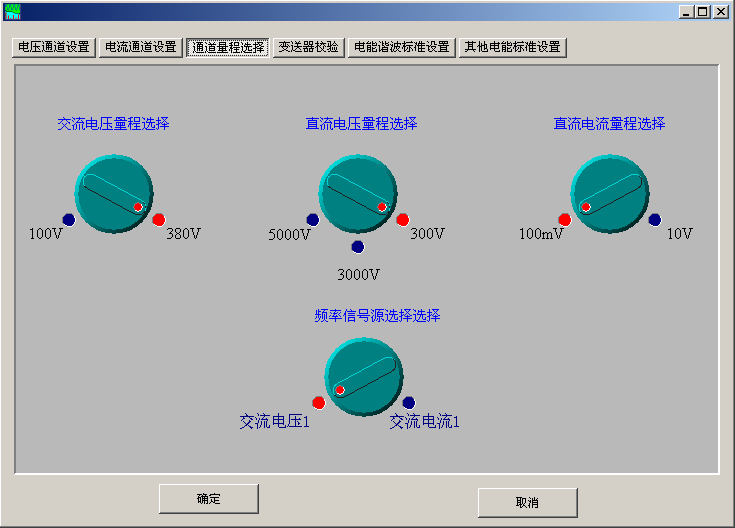 电压通道设置 电流通道设置 通道量程选择 变送器校验 电能谐波标准设置 其他电能标准设置
交流电压量程选择 直流电压量程选择 直流电流量程选择
100V 380V 5000V 300V 100mV 10V
3000V
频率信号源选择选择
交流电压1 交流电流1
确定 取消